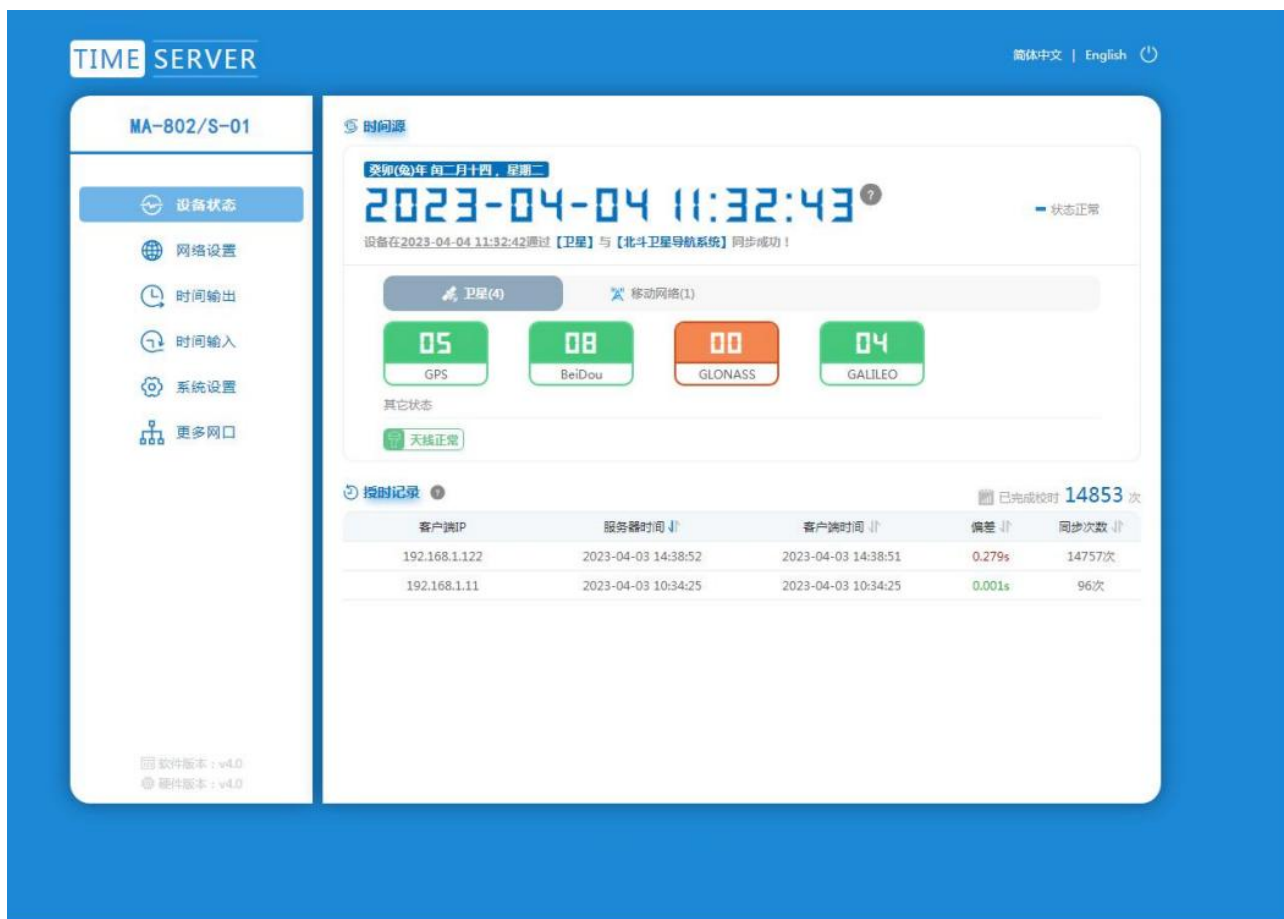 TIME SERVER
简体中文 | English
MA-802/S-01
设备状态
网络设置
时间输出
时间输入
系统设置
更多网口
软件版本：v4.0
硬件版本：v4.0
时间源
癸卯(兔)年 闰二月十四，星期二
2023-04-04 11:32:43 ?
状态正常
设备在2023-04-04 11:32:42通过【卫星】与【北斗卫星导航系统】同步成功！
卫星(4) 移动网络(1)
05 08 00 04
GPS BeiDou GLONASS GALILEO
其它状态
天线正常
授时记录 ?
已完成校时 14853 次
客户端IP 服务器时间 客户端时间 偏差 同步次数
192.168.1.122 2023-04-03 14:38:52 2023-04-03 14:38:51 0.279s 14757次
192.168.1.11 2023-04-03 10:34:25 2023-04-03 10:34:25 0.001s 96次